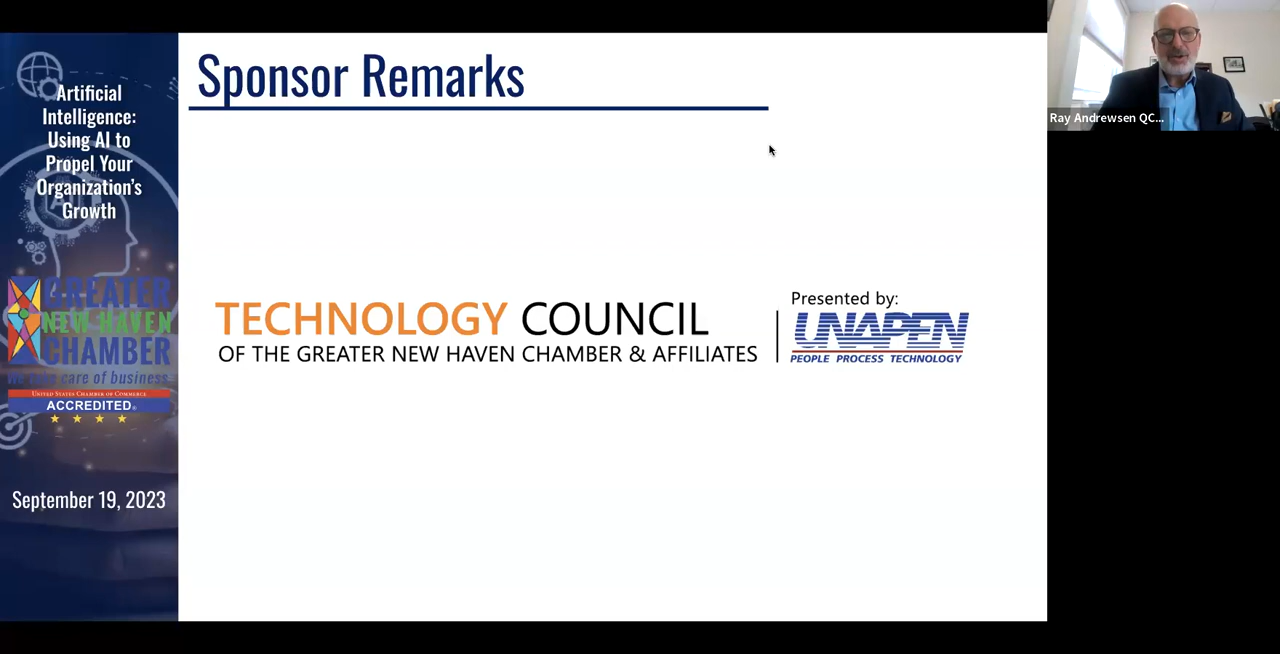 Sponsor Remarks
Artificial
Intelligence:
Using AI to
Propel Your
Organization's
Growth
GREATER
NEW HAVEN
CHAMBER
We take care of business
UNITED STATES CHAMBER OF COMMERCE
ACCREDITED
September 19, 2023
TECHNOLOGY COUNCIL
OF THE GREATER NEW HAVEN CHAMBER & AFFILIATES
Presented by:
UNAPEN
PEOPLE PROCESS TECHNOLOGY
Ray Andrewsen QC...